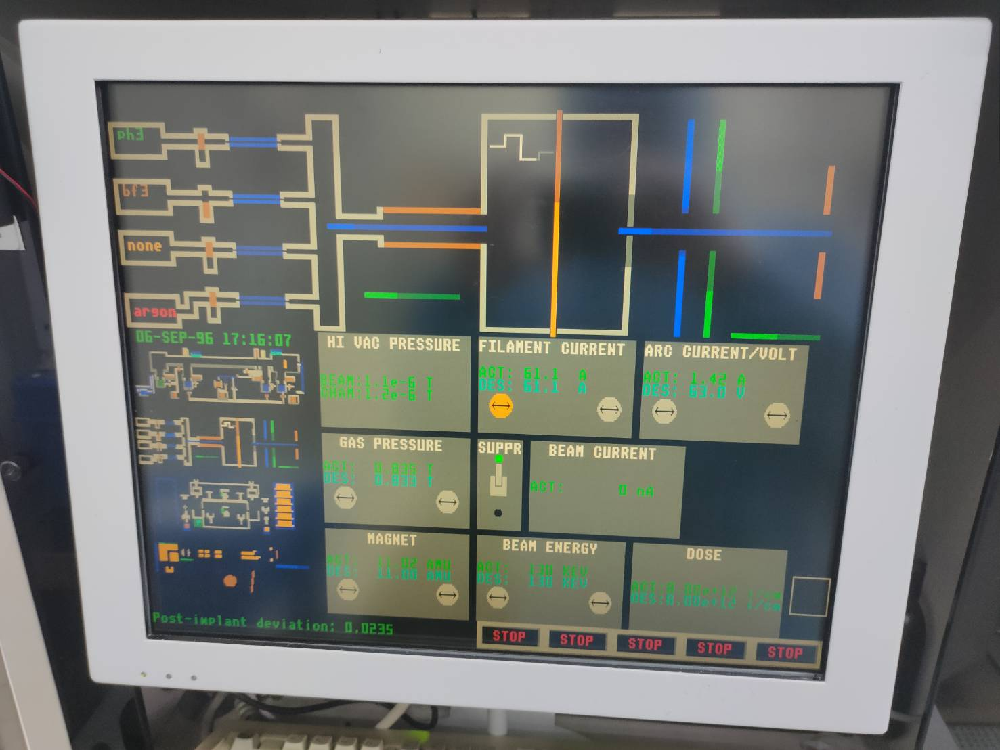 ph3
bf3
none
argon
06-SEP-96 17:16:07
HI VAC PRESSURE
BEAM:1.1e-6 T
CHAM:1.2e-6 T
FILAMENT CURRENT
ACT: 61.1 A
DES: 61.1 A
ARC CURRENT/VOLT
ACT: 1.42 A
DES: 63.0 V
GAS PRESSURE
ACT: 0.835 T
DES: 0.833 T
SUPPR
BEAM CURRENT
ACT: 0 nA
MAGNET
ACT: 11.02 AMU
DES: 11.00 AMU
BEAM ENERGY
ACT: 130 KEV
DES: 130 KEV
DOSE
ACT:8.00e+12 i/cm
DES:8.00e+12 i/cm
Post-implant deviation: 0.0235
STOP STOP STOP STOP STOP